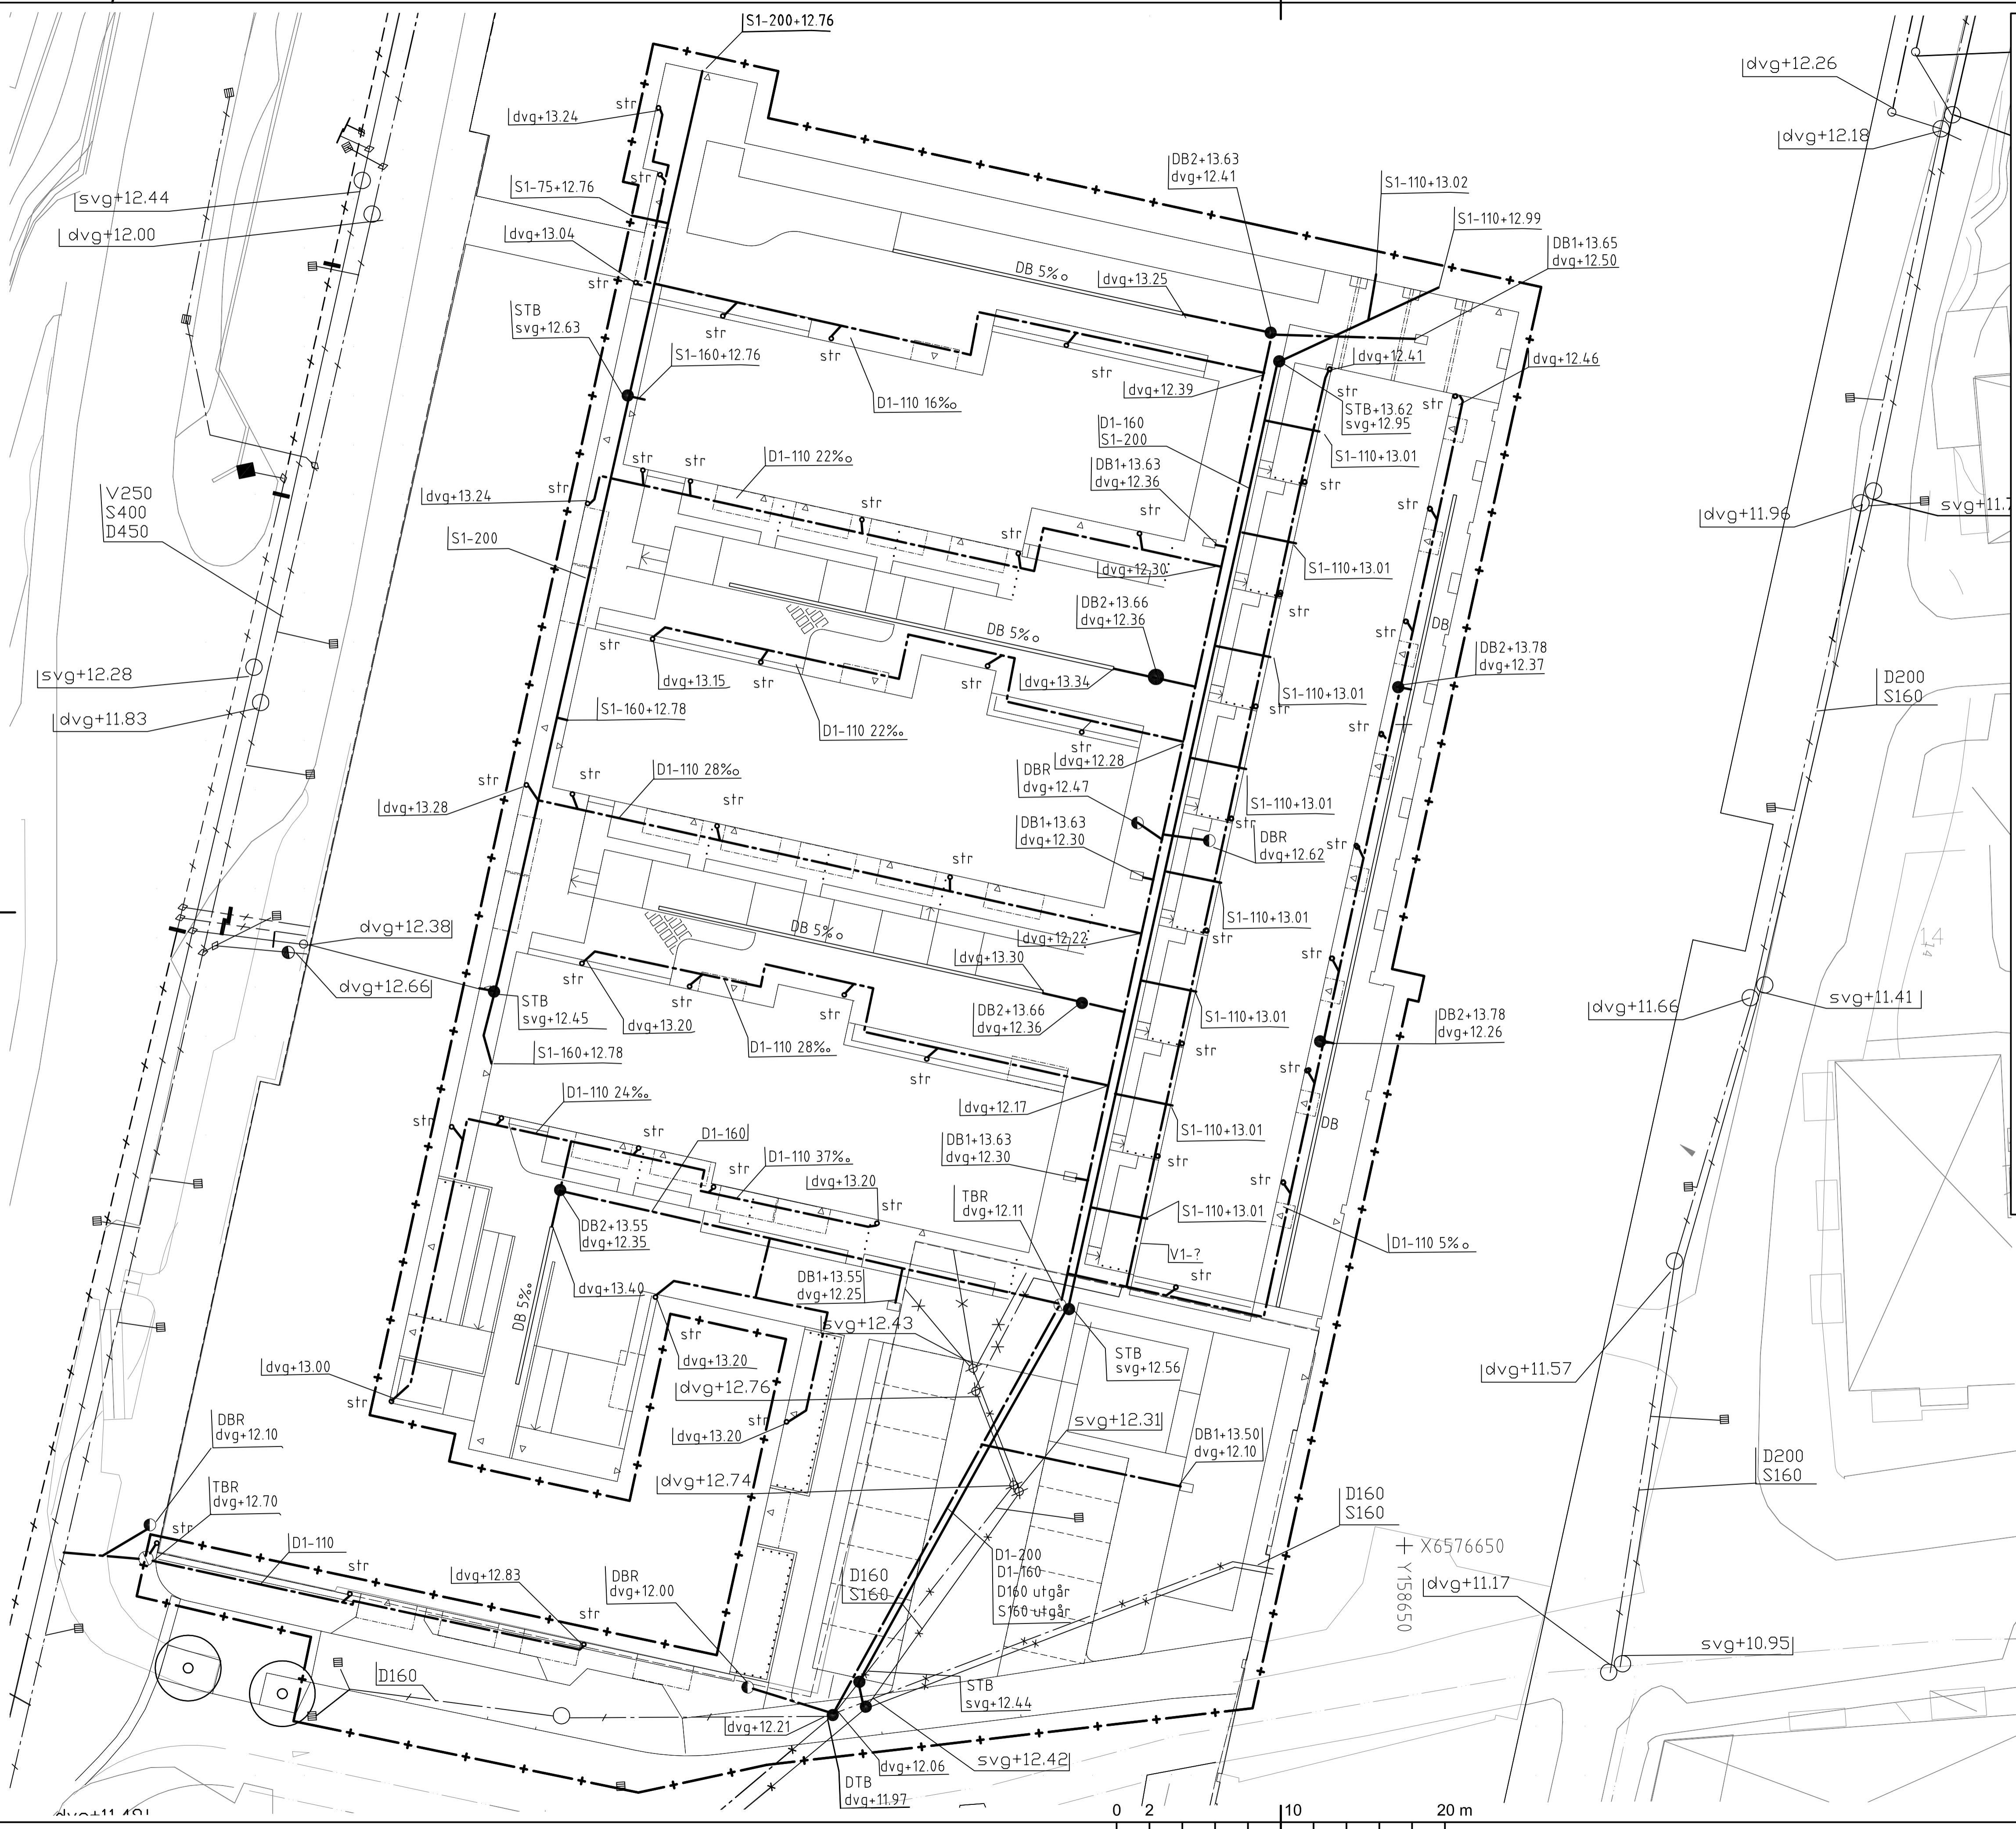 S1-200+12.76
dvg+12.26
dvg+13.24
str
dvg+12.18
DB2+13.63
dvg+12.41
str
S1-75+12.76
S1-110+13.02
svg+12.44
S1-110+12.99
dvg+12.00
dvg+13.04
DB1+13.65
dvg+12.50
DB 5‰
dvg+13.25
str
STB
svg+12.63
str
str
S1-160+12.76
dvg+12.41
dvg+12.46
str
dvg+12.39
str
str
D1-110 16‰
STB+13.62
svg+12.95
D1-160
S1-200
D1-110 22‰
str
str
DB1+13.63
dvg+12.36
S1-110+13.01
V250
S400
D450
dvg+13.24
str
str
str
str
dvg+11.96
svg+11.7
S1-200
str
S1-110+13.01
dvg+12.30
DB2+13.66
dvg+12.36
str
DB 5‰
DB
str
DB2+13.78
dvg+12.37
svg+12.28
dvg+13.15
str
str
dvg+13.34
S1-110+13.01
D200
S160
dvg+11.83
S1-160+12.78
str
D1-110 22‰
str
dvg+12.28
DBR
dvg+12.47
str
str
D1-110 28‰
dvg+13.28
str
S1-110+13.01
DB1+13.63
dvg+12.30
str
DBR
dvg+12.62
str
S1-110+13.01
dvg+12.38
DB 5‰
dvg+12.22
14
dvg+13.30
str
str
str
dvg+12.66
STB
svg+12.45
dvg+13.20
str
DB2+13.66
dvg+12.36
S1-110+13.01
DB2+13.78
dvg+12.26
dvg+11.66
svg+11.41
S1-160+12.78
D1-110 28‰
str
str
str
D1-110 24‰
dvg+12.17
str
D1-160
DB1+13.63
dvg+12.30
S1-110+13.01
DB
str
D1-110 37‰
str
str
dvg+13.20
TBR
dvg+12.11
str
S1-110+13.01
DB2+13.55
dvg+12.35
V1-?
D1-110 5‰
str
DB1+13.55
dvg+12.25
dvg+13.40
DB 5‰
svg+12.43
str
dvg+13.20
STB
svg+12.56
dvg+13.00
dvg+12.76
dvg+11.57
str
DBR
dvg+12.10
str
dvg+13.20
svg+12.31
DB1+13.50
dvg+12.10
dvg+12.74
TBR
dvg+12.70
D200
S160
str
D1-110
D160
S160
str
dvg+12.83
DBR
dvg+12.00
D160
S160
D1-200
D1-160
D160 utgår
S160 utgår
X6576650
Y158650
dvg+11.17
str
svg+10.95
D160
STB
svg+12.44
dvg+12.21
svg+12.42
dvg+12.06
DTB
dvg+11.97
0 2 10 20 m